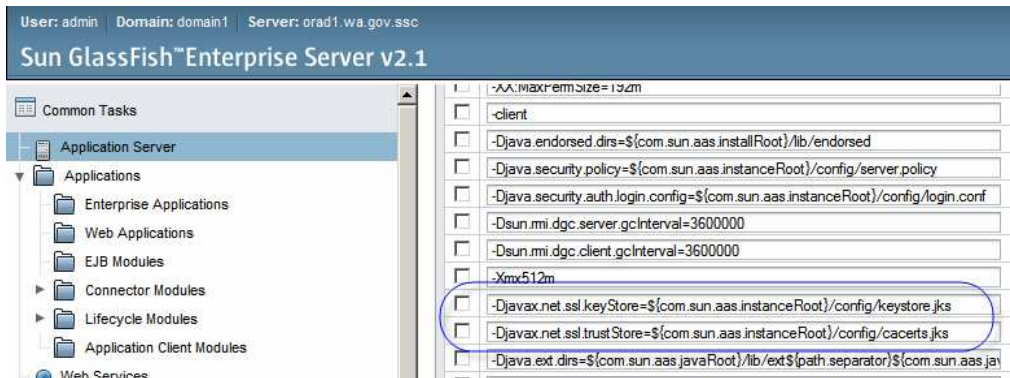 User: admin Domain: domain1 Server: orad1.wa.gov.ssc
Sun GlassFish™ Enterprise Server v2.1
Common Tasks
Application Server
Applications
Enterprise Applications
Web Applications
EJB Modules
Connector Modules
Lifecycle Modules
Application Client Modules
Web Services
-XX:MaxPermSize=192m
-client
-Djava.endorsed.dirs=${com.sun.aas.installRoot}/lib/endorsed
-Djava.security.policy=${com.sun.aas.instanceRoot}/config/server.policy
-Djava.security.auth.login.config=${com.sun.aas.instanceRoot}/config/login.conf
-Dsun.rmi.dgc.server.gcInterval=3600000
-Dsun.rmi.dgc.client.gcInterval=3600000
-Xmx512m
-Djavax.net.ssl.keyStore=${com.sun.aas.instanceRoot}/config/keystore.jks
-Djavax.net.ssl.trustStore=${com.sun.aas.instanceRoot}/config/cacerts.jks
-Djava.ext.dirs=${com.sun.aas.javaRoot}/lib/ext${path.separator}${com.sun.aas.jav